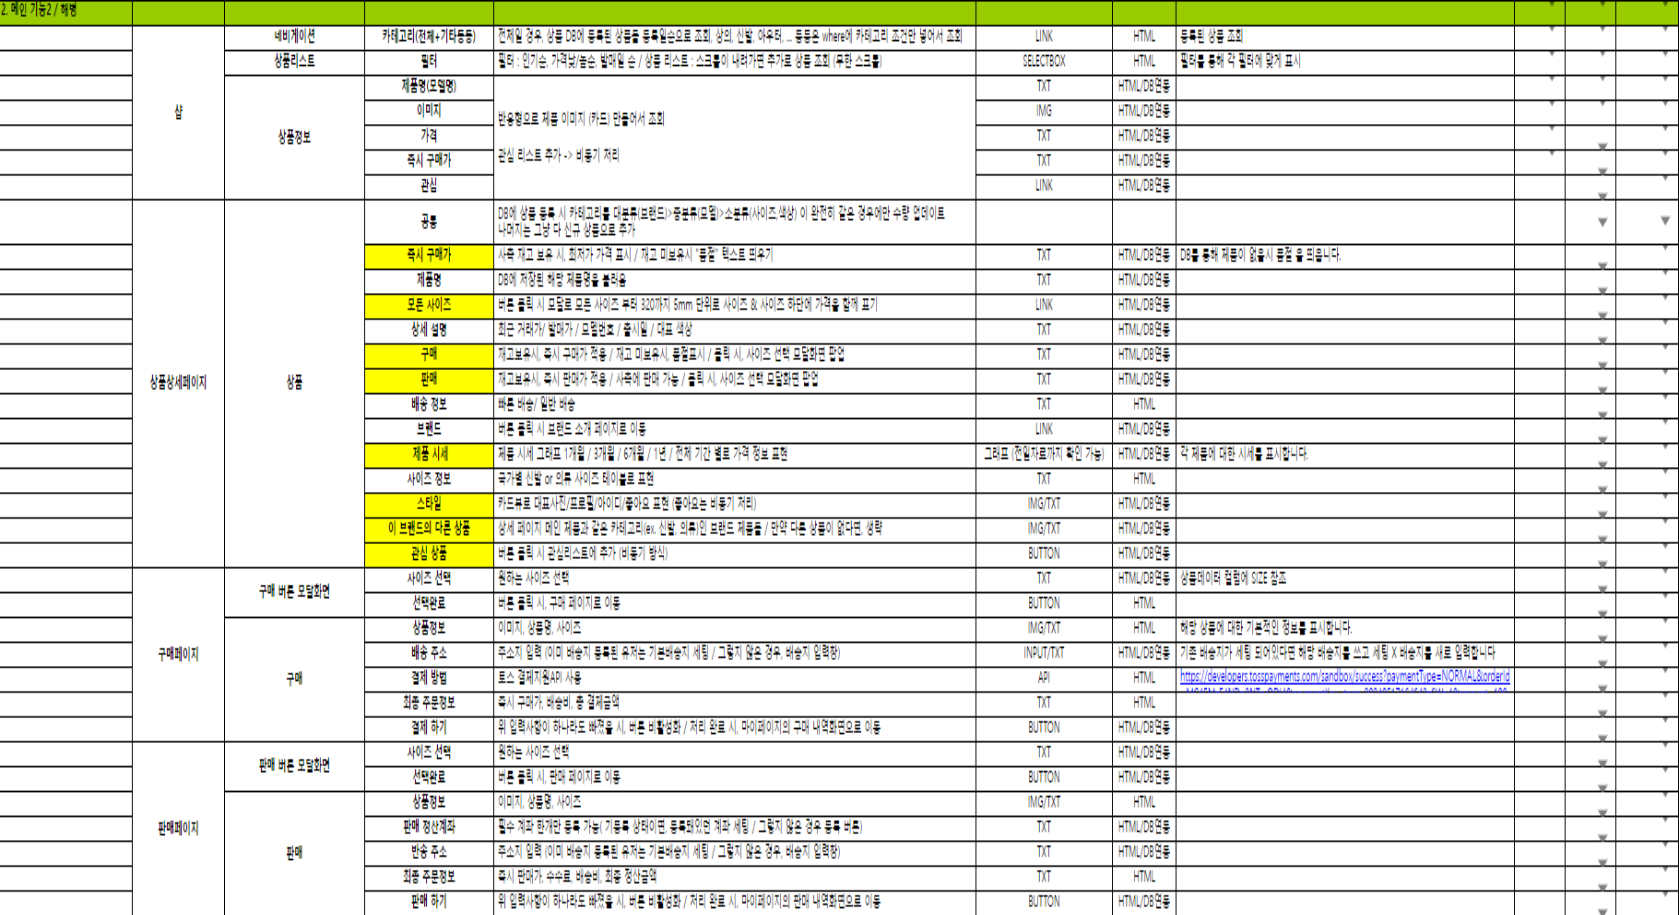 2. 메인 기능2 / 해병
샵
네비게이션 카테고리(전체+기타등등) 전체일 경우, 상품 DB에 등록된 상품들 등록일순으로 조회, 상의, 신발, 아우터, ... 등등은 where에 카테고리 조건만 넣어서 조회 LINK HTML 등록된 상품 조회
상품리스트 필터 필터 : 인기순, 가격낮/높순, 발매일 순 / 상품 리스트 : 스크롤이 내려가면 추가로 상품 조회 (무한 스크롤) SELECTBOX HTML 필터를 통해 각 필터에 맞게 표시
상품정보
제품명(모델명) TXT HTML/DB연동
이미지 IMG HTML/DB연동
반응형으로 제품 이미지 (카드) 만들어서 조회
가격 TXT HTML/DB연동
관심 리스트 추가 -> 비동기 처리
즉시 구매가 TXT HTML/DB연동
관심 LINK HTML/DB연동
상품상세페이지
상품
공통 DB에 상품 등록 시 카테고리를 대분류(브랜드)>중분류(모델)>소분류(사이즈,색상) 이 완전히 같은 경우에만 수량 업데이트
나머지는 그냥 다 신규 상품으로 추가
즉시 구매가 사측 재고 보유 시, 최저가 가격 표시 / 재고 미보유시 "품절" 텍스트 띄우기 TXT HTML/DB연동 DB를 통해 제품이 없을시 품절 을 띄웁니다.
제품명 DB에 저장된 해당 제품명을 불러옴 TXT HTML/DB연동
모든 사이즈 버튼 클릭 시 모달로 모든 사이즈 부터 320까지 5mm 단위로 사이즈 & 사이즈 하단에 가격을 함께 표기 LINK HTML/DB연동
상세 설명 최근 거래가/ 발매가 / 모델번호 / 출시일 / 대표 색상 TXT HTML/DB연동
구매 재고보유시, 즉시 구매가 적용 / 재고 미보유시, 품절표시 / 클릭 시, 사이즈 선택 모달화면 팝업 TXT HTML/DB연동
판매 재고보유시, 즉시 판매가 적용 / 사측에 판매 가능 / 클릭 시, 사이즈 선택 모달화면 팝업 TXT HTML/DB연동
배송 정보 빠른 배송/ 일반 배송 TXT HTML
브랜드 버튼 클릭 시 브랜드 소개 페이지로 이동 LINK HTML/DB연동
제품 시세 제품 시세 그래프 1개월 / 3개월 / 6개월 / 1년 / 전체 기간 별로 가격 정보 표현 그래프 (전일자료까지 확인 가능) HTML/DB연동 각 제품에 대한 시세를 표시합니다.
사이즈 정보 국가별 신발 or 의류 사이즈 테이블로 표현 TXT HTML
스타일 카드뷰로 대표사진/프로필/아이디/좋아요 표현 (좋아요는 비동기 처리) IMG/TXT HTML/DB연동
이 브랜드의 다른 상품 상세 페이지 메인 제품과 같은 카테고리(ex. 신발, 의류)인 브랜드 제품들 / 만약 다른 상품이 없다면, 생략 IMG/TXT HTML/DB연동
관심 상품 버튼 클릭 시 관심리스트에 추가 (비동기 방식) BUTTON HTML/DB연동
구매페이지
구매 버튼 모달화면
사이즈 선택 원하는 사이즈 선택 TXT HTML/DB연동 상품데이터 컬럼에 SIZE 참조
선택완료 버튼 클릭 시, 구매 페이지로 이동 BUTTON HTML
구매
상품정보 이미지, 상품명, 사이즈 IMG/TXT HTML 해당 상품에 대한 기본적인 정보를 표시합니다.
배송 주소 주소지 입력 (이미 배송지 등록된 유저는 기본배송지 세팅 / 그렇지 않은 경우, 배송지 입력창) INPUT/TXT HTML/DB연동 기존 배송지가 세팅 되어있다면 해당 배송지를 쓰고 세팅 X 배송지를 새로 입력합니다
결제 방법 토스 결제지원API 사용 API HTML https://developers.tosspayments.com/sandbox/success?paymentType=NORMAL&orderId
최종 주문정보 즉시 구매가, 배송비, 총 결제금액 TXT HTML
결제 하기 위 입력사항이 하나라도 빠졌을 시, 버튼 비활성화 / 처리 완료 시, 마이페이지의 구매 내역화면으로 이동 BUTTON HTML/DB연동
판매페이지
판매 버튼 모달화면
사이즈 선택 원하는 사이즈 선택 TXT HTML/DB연동
선택완료 버튼 클릭 시, 판매 페이지로 이동 BUTTON HTML/DB연동
판매
상품정보 이미지, 상품명, 사이즈 IMG/TXT HTML
판매 정산계좌 필수 계좌 한개만 등록 가능( 기등록 상태이면, 등록돼있던 계좌 세팅 / 그렇지 않은 경우 등록 버튼) TXT HTML/DB연동
반송 주소 주소지 입력 (이미 배송지 등록된 유저는 기본배송지 세팅 / 그렇지 않은 경우, 배송지 입력창) TXT HTML/DB연동
최종 주문정보 즉시 판매가, 수수료, 배송비, 최종 정산금액 TXT HTML
판매 하기 위 입력사항이 하나라도 빠졌을 시, 버튼 비활성화 / 처리 완료 시, 마이페이지의 판매 내역화면으로 이동 BUTTON HTML/DB연동